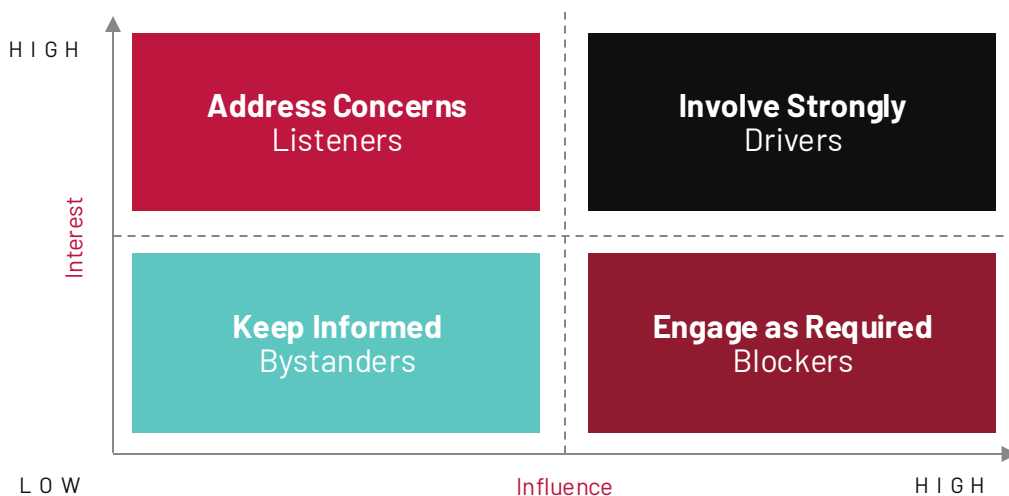 HIGH
Address Concerns
Listeners
Involve Strongly
Drivers
Interest
Keep Informed
Bystanders
Engage as Required
Blockers
LOW
Influence
HIGH